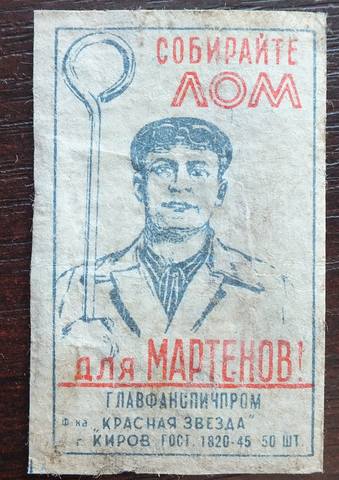 СОБИРАЙТЕ
ЛОМ
для МАРТЕНОВ!
ГЛАВФАНСПИЧПРОМ
Ф-ка „КРАСНАЯ ЗВЕЗДА"
г. КИРОВ ГОСТ. 1820-45 50 ШТ.